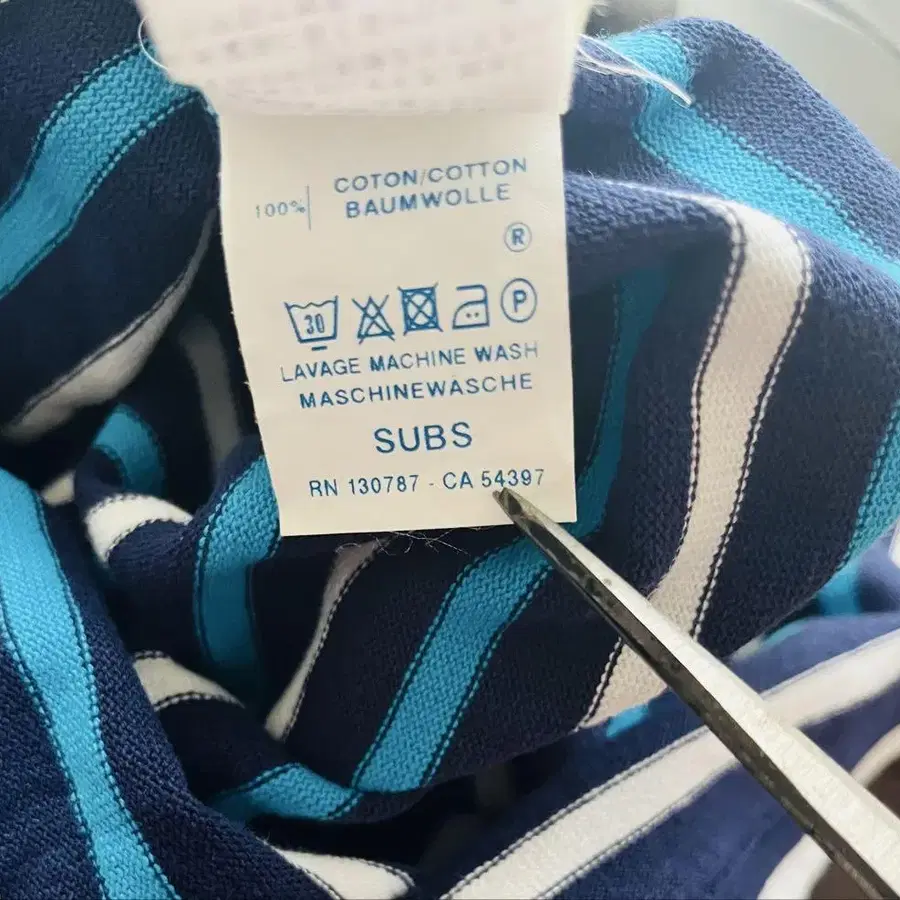 COTON/COTTON
100% BAUMWOLLE
®
30 P
LAVAGE MACHINE WASH
MASCHINEWASCHE
SUBS
RN 130787 - CA 54397